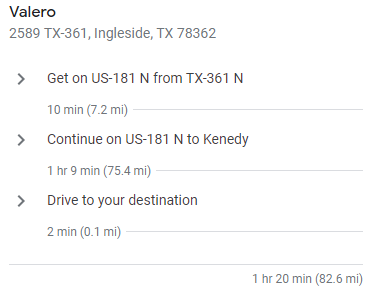 Valero
2589 TX-361, Ingleside, TX 78362
Get on US-181 N from TX-361 N
10 min (7.2 mi)
Continue on US-181 N to Kenedy
1 hr 9 min (75.4 mi)
Drive to your destination
2 min (0.1 mi)
1 hr 20 min (82.6 mi)